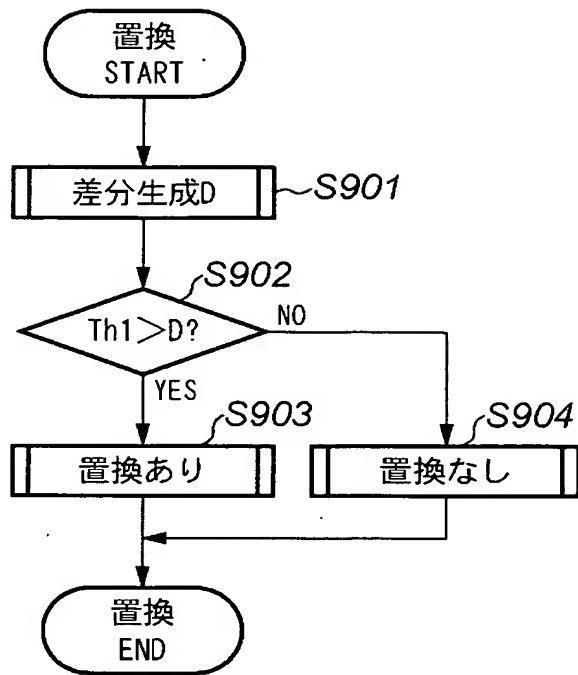 置換
START
差分生成D
S901
S902
Th1>D?
NO
YES
S903
S904
置換あり
置換なし
置換
END